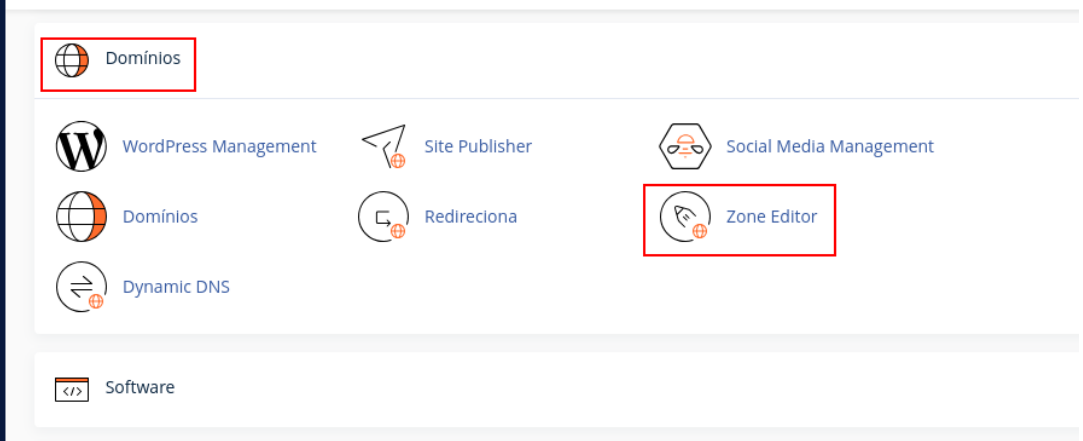 Domínios
WordPress Management
Site Publisher
Social Media Management
Domínios
Redireciona
Zone Editor
Dynamic DNS
Software